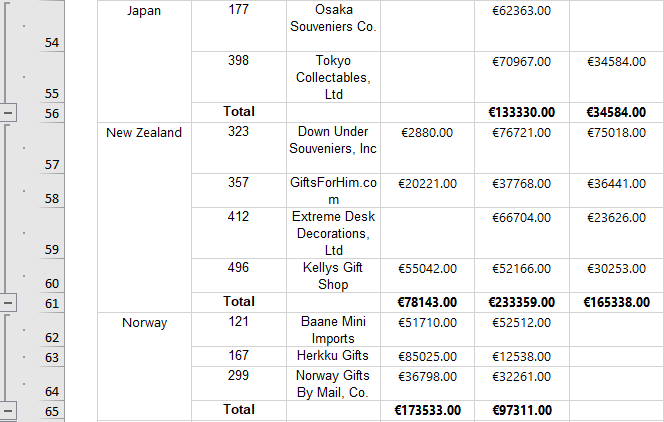 Japan 177 Osaka €62363.00
Souveniers Co.
54
398 Tokyo €70967.00 €34584.00
Collectables,
55 Ltd
56 Total €133330.00 €34584.00
New Zealand 323 Down Under €2880.00 €76721.00 €75018.00
Souveniers, Inc
57
357 GiftsForHim.co €20221.00 €37768.00 €36441.00
58 m
412 Extreme Desk €66704.00 €23626.00
Decorations,
59 Ltd
496 Kellys Gift €55042.00 €52166.00 €30253.00
60 Shop
61 Total €78143.00 €233359.00 €165338.00
Norway 121 Baane Mini €51710.00 €52512.00
62 Imports
63 167 Herkku Gifts €85025.00 €12538.00
299 Norway Gifts €36798.00 €32261.00
64 By Mail, Co.
65 Total €173533.00 €97311.00